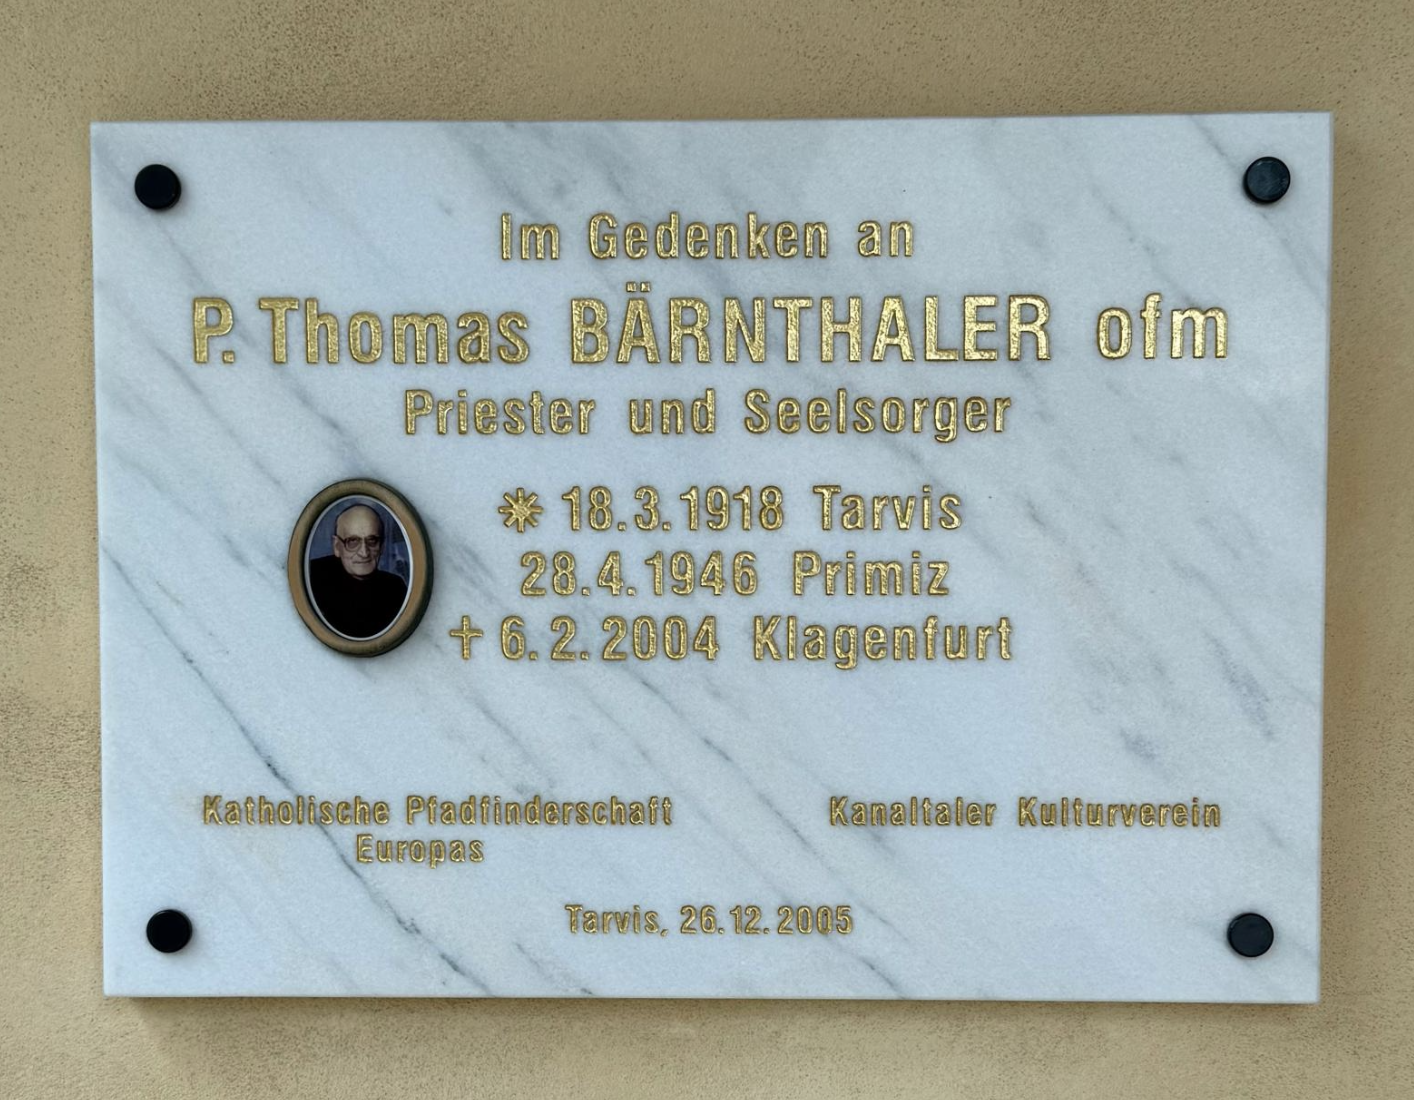 Im Gedenken an
P. Thomas BÄRNTHALER ofm
Priester und Seelsorger
✳ 18.3.1918 Tarvis
28.4.1946 Primiz
✝ 6.2.2004 Klagenfurt
Katholische Pfadfinderschaft
Europas
Kanaltaler Kulturverein
Tarvis, 26.12.2005